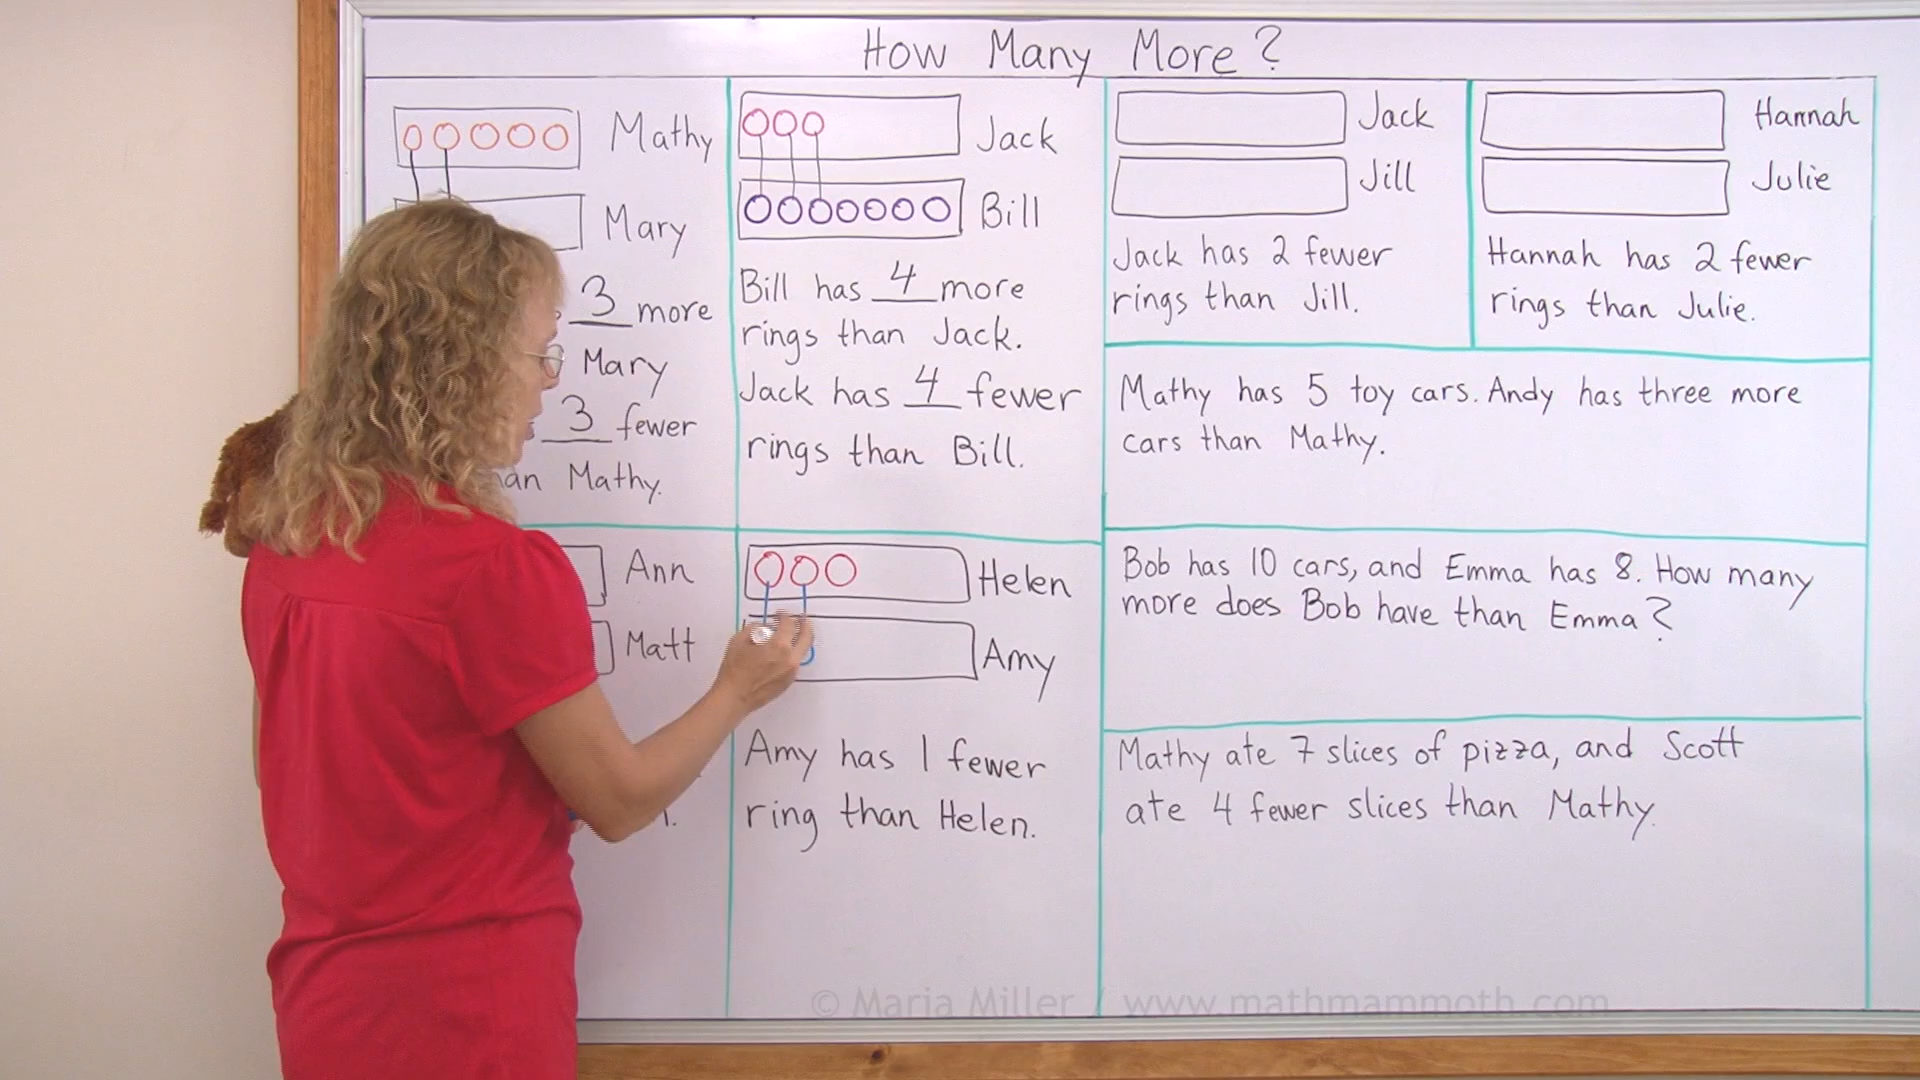 How Many More?
Mathy
Mary
3 more
Mary
3 fewer
Mathy.
Jack
Bill
Bill has 4 more
rings than Jack.
Jack has 4 fewer
rings than Bill.
Jack
Jill
Jack has 2 fewer
rings than Jill.
Hannah
Julie
Hannah has 2 fewer
rings than Julie.
Mathy has 5 toy cars. Andy has three more
cars than Mathy.
Ann
Matt
Helen
Amy
Amy has 1 fewer
ring than Helen.
Bob has 10 cars, and Emma has 8. How many
more does Bob have than Emma?
Mathy ate 7 slices of pizza, and Scott
ate 4 fewer slices than Mathy.
© Maria Miller / www.mathmammoth.com